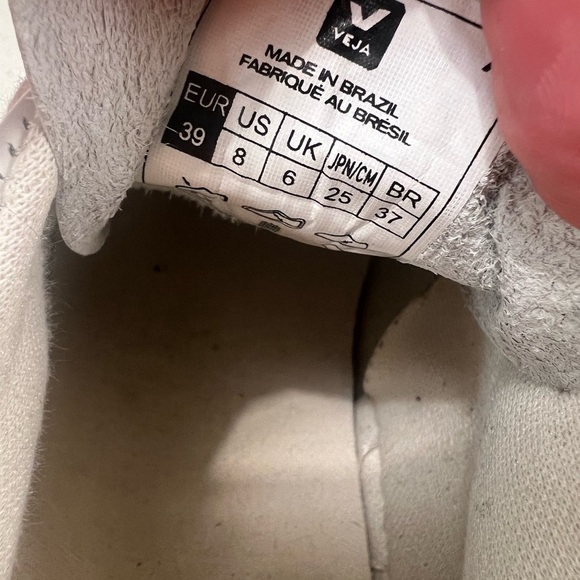 VEJA
MADE IN BRAZIL
FABRIQUÉ AU BRÉSIL
EUR US UK JPN/CM BR
39 8 6 25 37